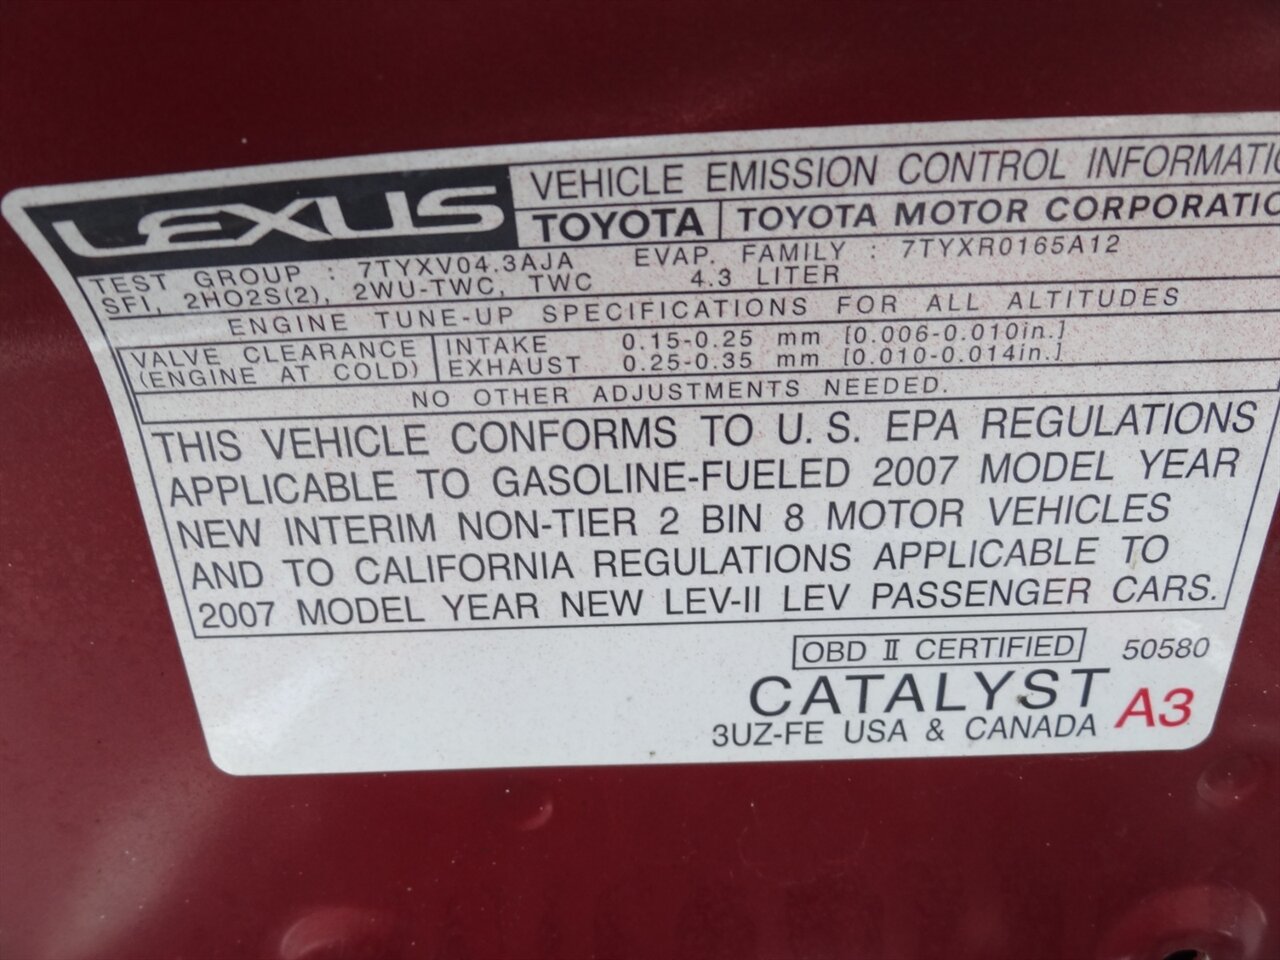 LEXUS
VEHICLE EMISSION CONTROL INFORMATI
TOYOTA | TOYOTA MOTOR CORPORATIO
TEST GROUP : 7TYXV04.3AJA EVAP. FAMILY : 7TYXR0165A12
SFI, 2HO2S(2), 2WU-TWC, TWC 4.3 LITER
ENGINE TUNE-UP SPECIFICATIONS FOR ALL ALTITUDES
VALVE CLEARANCE INTAKE 0.15-0.25 mm [0.006-0.010in.]
(ENGINE AT COLD) EXHAUST 0.25-0.35 mm [0.010-0.014in.]
NO OTHER ADJUSTMENTS NEEDED.
THIS VEHICLE CONFORMS TO U.S. EPA REGULATIONS
APPLICABLE TO GASOLINE-FUELED 2007 MODEL YEAR
NEW INTERIM NON-TIER 2 BIN 8 MOTOR VEHICLES
AND TO CALIFORNIA REGULATIONS APPLICABLE TO
2007 MODEL YEAR NEW LEV-II LEV PASSENGER CARS.
OBD II CERTIFIED 50580
CATALYST A3
3UZ-FE USA & CANADA